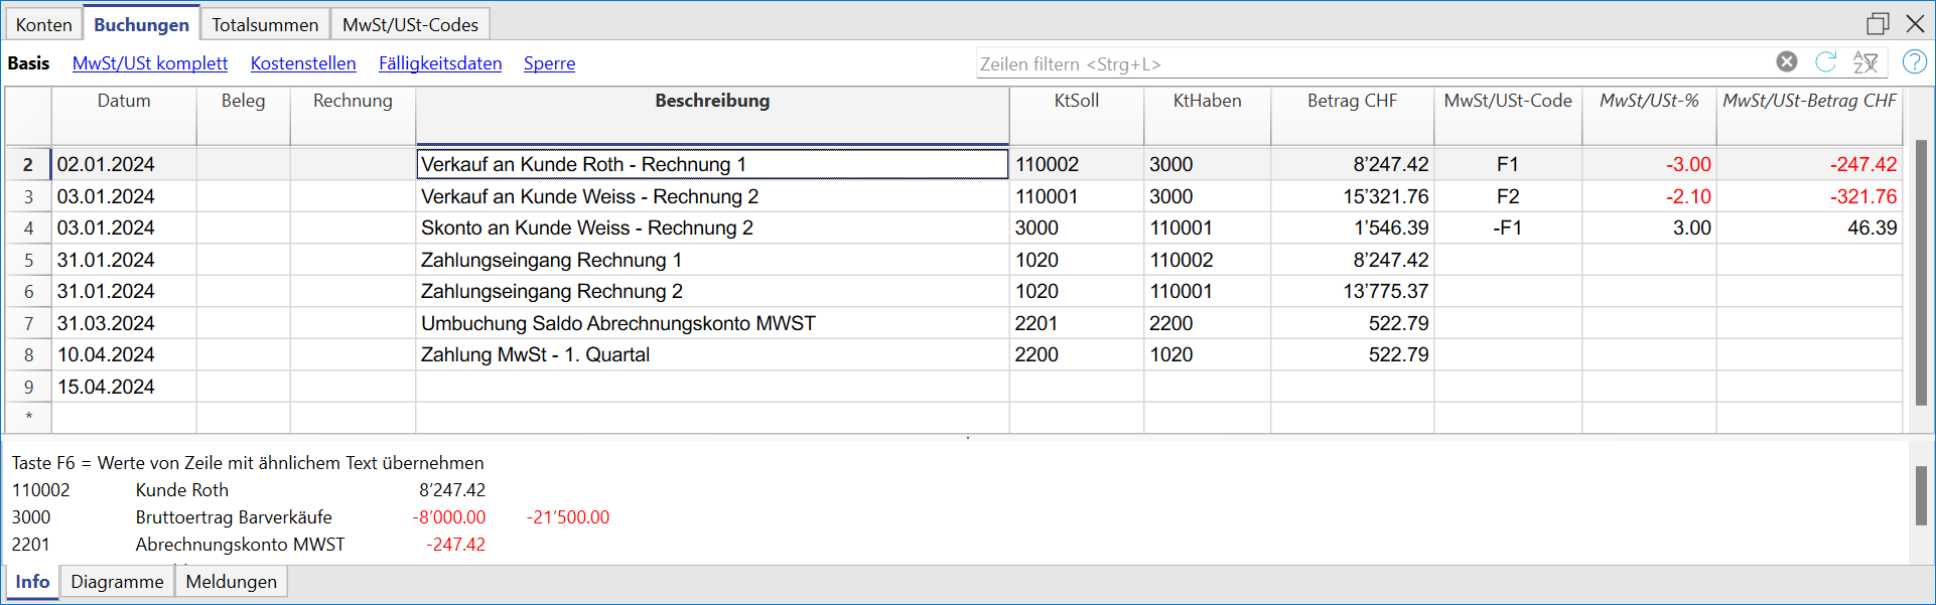 Konten Buchungen Totalsummen MwSt/USt-Codes
Basis MwSt/USt komplett Kostenstellen Fälligkeitsdaten Sperre Zeilen filtern <Strg+L>
Datum Beleg Rechnung Beschreibung KtSoll KtHaben Betrag CHF MwSt/USt-Code MwSt/USt-% MwSt/USt-Betrag CHF
2 02.01.2024 Verkauf an Kunde Roth - Rechnung 1 110002 3000 8’247.42 F1 -3.00 -247.42
3 03.01.2024 Verkauf an Kunde Weiss - Rechnung 2 110001 3000 15’321.76 F2 -2.10 -321.76
4 03.01.2024 Skonto an Kunde Weiss - Rechnung 2 3000 110001 1’546.39 -F1 3.00 46.39
5 31.01.2024 Zahlungseingang Rechnung 1 1020 110002 8’247.42
6 31.01.2024 Zahlungseingang Rechnung 2 1020 110001 13’775.37
7 31.03.2024 Umbuchung Saldo Abrechnungskonto MWST 2201 2200 522.79
8 10.04.2024 Zahlung MwSt - 1. Quartal 2200 1020 522.79
9 15.04.2024
*
Taste F6 = Werte von Zeile mit ähnlichem Text übernehmen
110002 Kunde Roth 8’247.42
3000 Bruttoertrag Barverkäufe -8’000.00 -21’500.00
2201 Abrechnungskonto MWST -247.42
Info Diagramme Meldungen